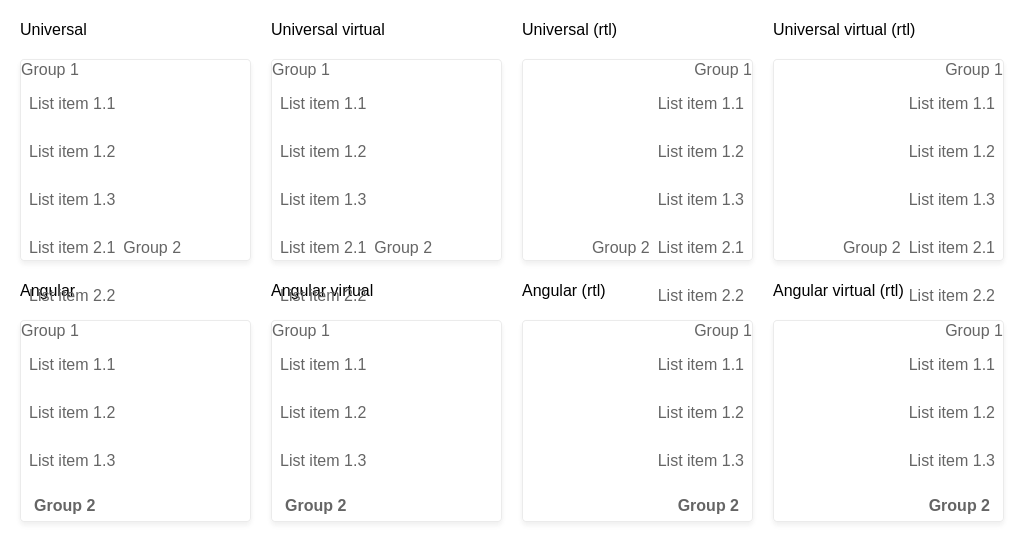 Universal
Group 1
List item 1.1
List item 1.2
List item 1.3
List item 2.1 Group 2
List item 2.2
Universal virtual
Group 1
List item 1.1
List item 1.2
List item 1.3
List item 2.1 Group 2
List item 2.2
Universal (rtl)
Group 1
List item 1.1
List item 1.2
List item 1.3
Group 2 List item 2.1
List item 2.2
Universal virtual (rtl)
Group 1
List item 1.1
List item 1.2
List item 1.3
Group 2 List item 2.1
List item 2.2
Angular
Group 1
List item 1.1
List item 1.2
List item 1.3
Group 2
Angular virtual
Group 1
List item 1.1
List item 1.2
List item 1.3
Group 2
Angular (rtl)
Group 1
List item 1.1
List item 1.2
List item 1.3
Group 2
Angular virtual (rtl)
Group 1
List item 1.1
List item 1.2
List item 1.3
Group 2